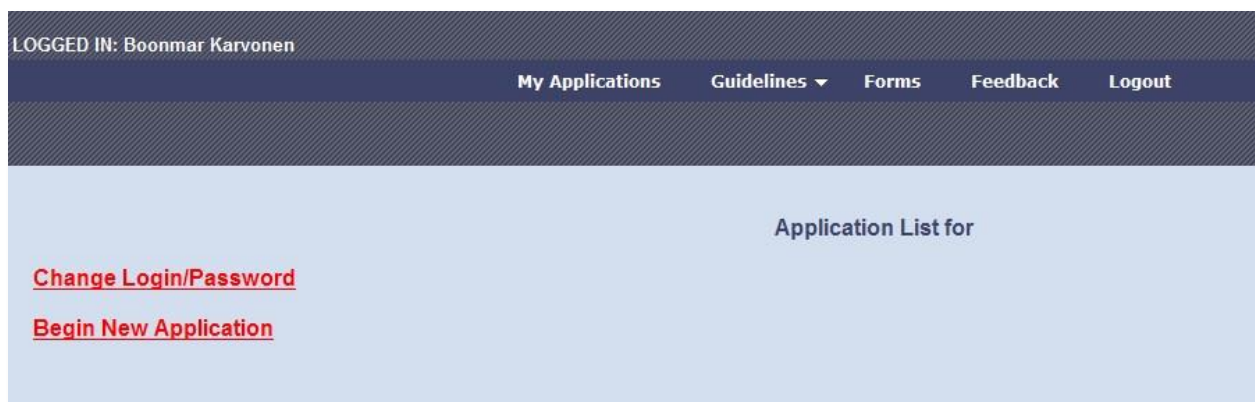 LOGGED IN: Boonmar Karvonen
My Applications Guidelines Forms Feedback Logout
Application List for
Change Login/Password
Begin New Application